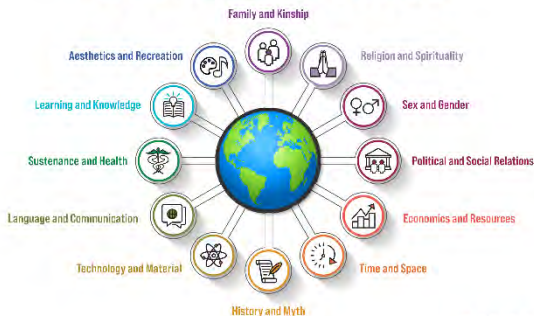 Family and Kinship
Aesthetics and Recreation
Religion and Spirituality
Learning and Knowledge
Sex and Gender
Sustenance and Health
Political and Social Relations
Language and Communication
Economics and Resources
Technology and Material
Time and Space
History and Myth